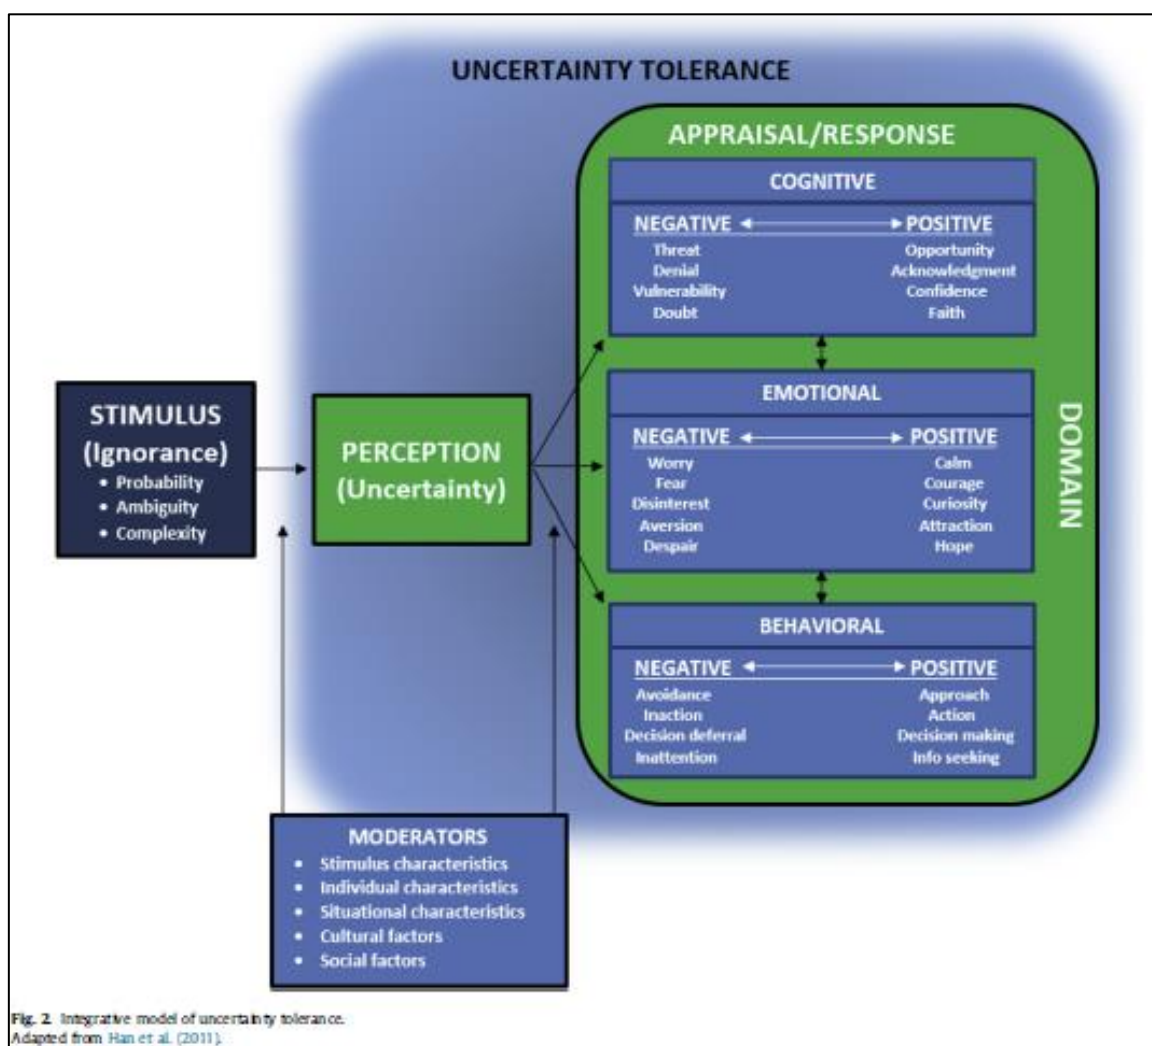 UNCERTAINTY TOLERANCE
APPRAISAL/RESPONSE
COGNITIVE
NEGATIVE POSITIVE
Threat Opportunity
Denial Acknowledgment
Vulnerability Confidence
Doubt Faith
STIMULUS
(Ignorance)
• Probability
• Ambiguity
• Complexity
PERCEPTION
(Uncertainty)
EMOTIONAL
NEGATIVE POSITIVE
Worry Calm
Fear Courage
Disinterest Curiosity
Aversion Attraction
Despair Hope
DOMAIN
BEHAVIORAL
NEGATIVE POSITIVE
Avoidance Approach
Inaction Action
Decision deferral Decision making
Inattention Info seeking
MODERATORS
• Stimulus characteristics
• Individual characteristics
• Situational characteristics
• Cultural factors
• Social factors
Fig. 2. Integrative model of uncertainty tolerance.
Adapted from Han et al. (2011).